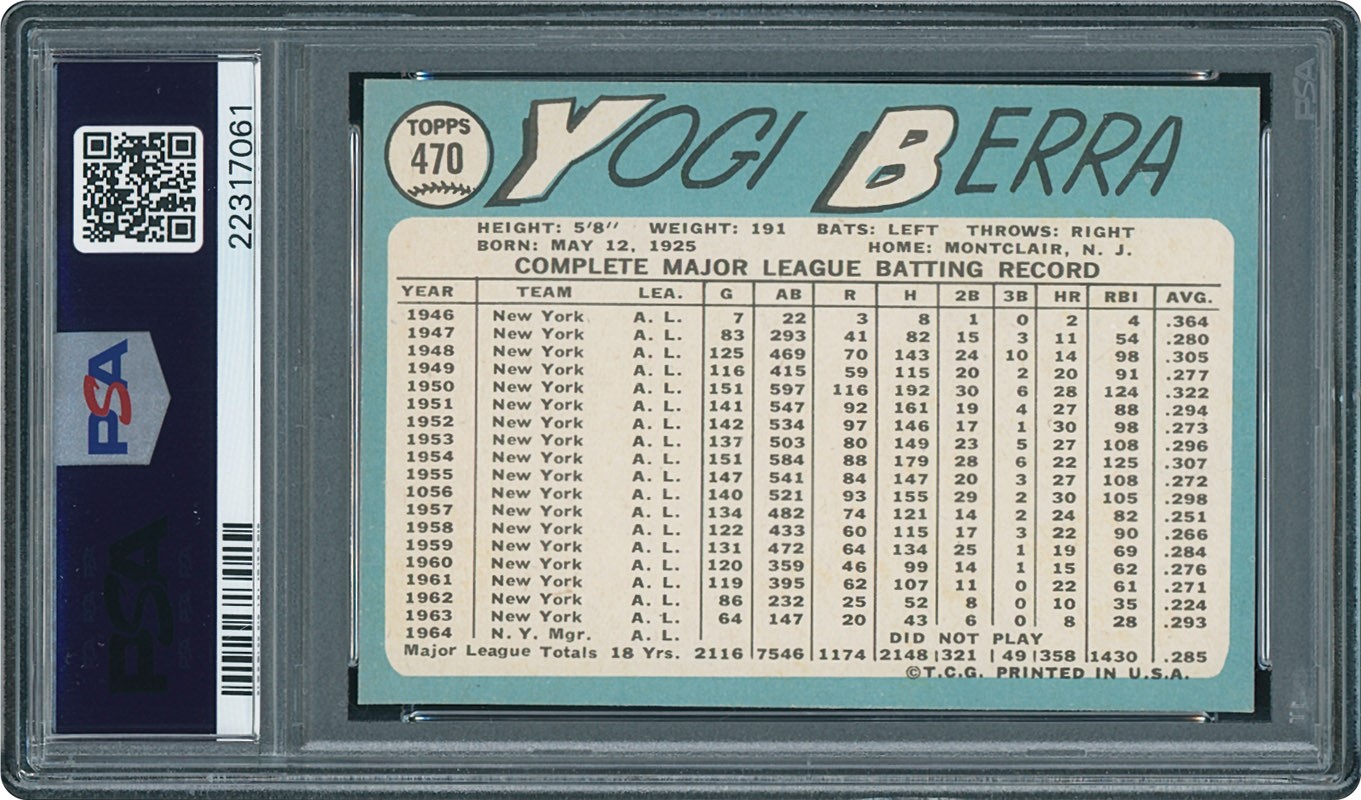 PSA
22317061
PSA
PSA
TOPPS
470
YOGI BERRA
HEIGHT: 5'8" WEIGHT: 191 BATS: LEFT THROWS: RIGHT
BORN: MAY 12, 1925 HOME: MONTCLAIR, N. J.
COMPLETE MAJOR LEAGUE BATTING RECORD
YEAR TEAM LEA. G AB R H 2B 3B HR RBI AVG.
1946 New York A. L. 7 22 3 8 1 0 2 4 .364
1947 New York A. L. 83 293 41 82 15 3 11 54 .280
1948 New York A. L. 125 469 70 143 24 10 14 98 .305
1949 New York A. L. 116 415 59 115 20 2 20 91 .277
1950 New York A. L. 151 597 116 192 30 6 28 124 .322
1951 New York A. L. 141 547 92 161 19 4 27 88 .294
1952 New York A. L. 142 534 97 146 17 1 30 98 .273
1953 New York A. L. 137 503 80 149 23 5 27 108 .296
1954 New York A. L. 151 584 88 179 28 6 22 125 .307
1955 New York A. L. 147 541 84 147 20 3 27 108 .272
1056 New York A. L. 140 521 93 155 29 2 30 105 .298
1957 New York A. L. 134 482 74 121 14 2 24 82 .251
1958 New York A. L. 122 433 60 115 17 3 22 90 .266
1959 New York A. L. 131 472 64 134 25 1 19 69 .284
1960 New York A. L. 120 359 46 99 14 1 15 62 .276
1961 New York A. L. 119 395 62 107 11 0 22 61 .271
1962 New York A. L. 86 232 25 52 8 0 10 35 .224
1963 New York A. L. 64 147 20 43 6 0 8 28 .293
1964 N. Y. Mgr. A. L. DID NOT PLAY
Major League Totals 18 Yrs. 2116 7546 1174 2148 321 49 358 1430 .285
©T.C.G. PRINTED IN U.S.A.
PSA